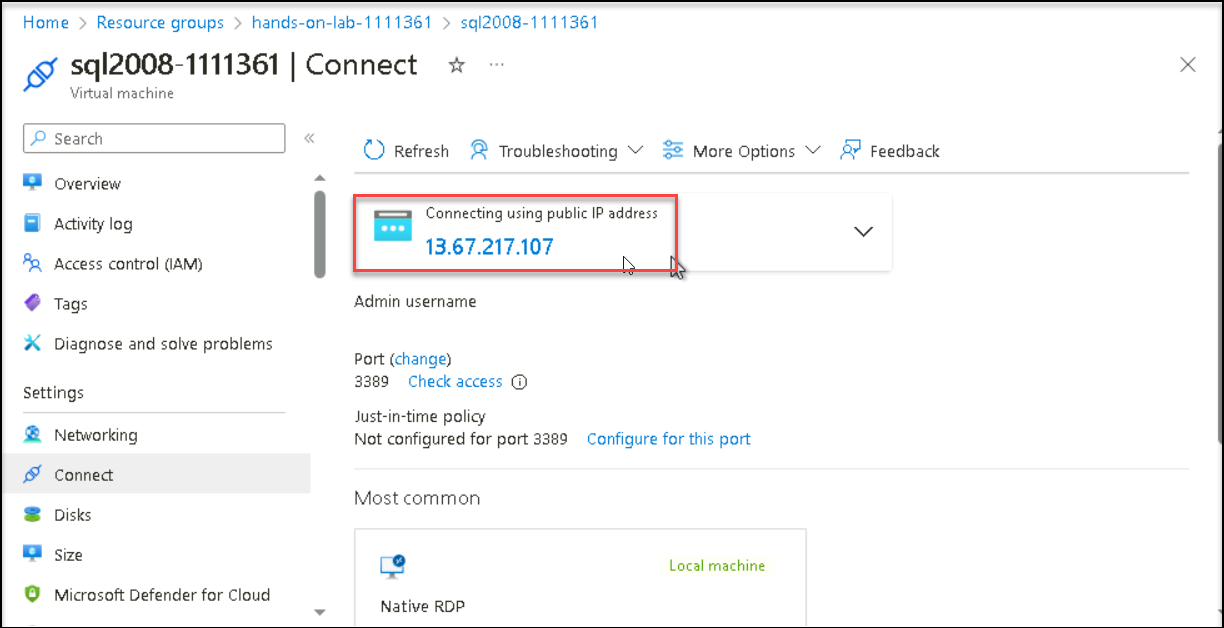 Home > Resource groups > hands-on-lab-1111361 > sql2008-1111361
sql2008-1111361 | Connect
Virtual machine
Search
Overview
Activity log
Access control (IAM)
Tags
Diagnose and solve problems
Settings
Networking
Connect
Disks
Size
Microsoft Defender for Cloud
Refresh Troubleshooting More Options Feedback
Connecting using public IP address
13.67.217.107
Admin username
Port (change)
3389 Check access
Just-in-time policy
Not configured for port 3389 Configure for this port
Most common
Local machine
Native RDP